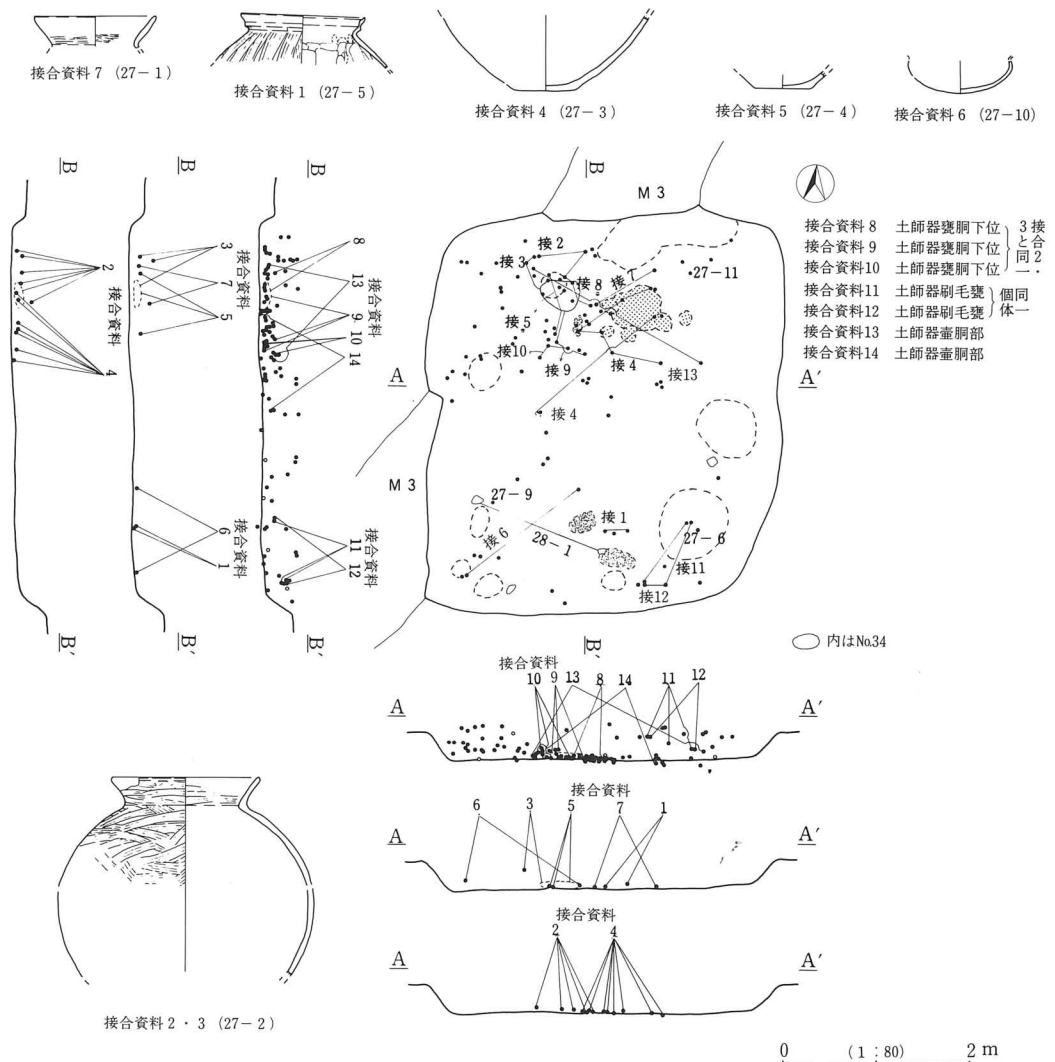 接合資料7 (27-1)
接合資料1 (27-5)
接合資料4 (27-3)
接合資料5 (27-4)
接合資料6 (27-10)
B
B
B
B
M3
接合資料8 土師器甕胴下位
接合資料9 土師器甕胴下位
接合資料10 土師器甕胴下位
接合2・3と同一
接合資料11 土師器刷毛甕
接合資料12 土師器刷毛甕
同一個体
接合資料13 土師器壷胴部
接合資料14 土師器壷胴部
2
接合資料
4
3
接合資料
7
5
8
13
接合資料
9
10
14
6
接合資料
1
11
接合資料
12
B′
B′
B′
B′
接2
接3
接8
接7
27-11
接5
接10
接9
接4
接13
接4
A
A′
M3
27-9
接6
28-1
接1
27-6
接11
接12
内はNo.34
接合資料
10 9 13 8 14 11 12
A
A′
接合資料
6 3 5 7 1
A
A′
接合資料
2 4
A
A′
接合資料2・3 (27-2)
0 (1:80) 2m